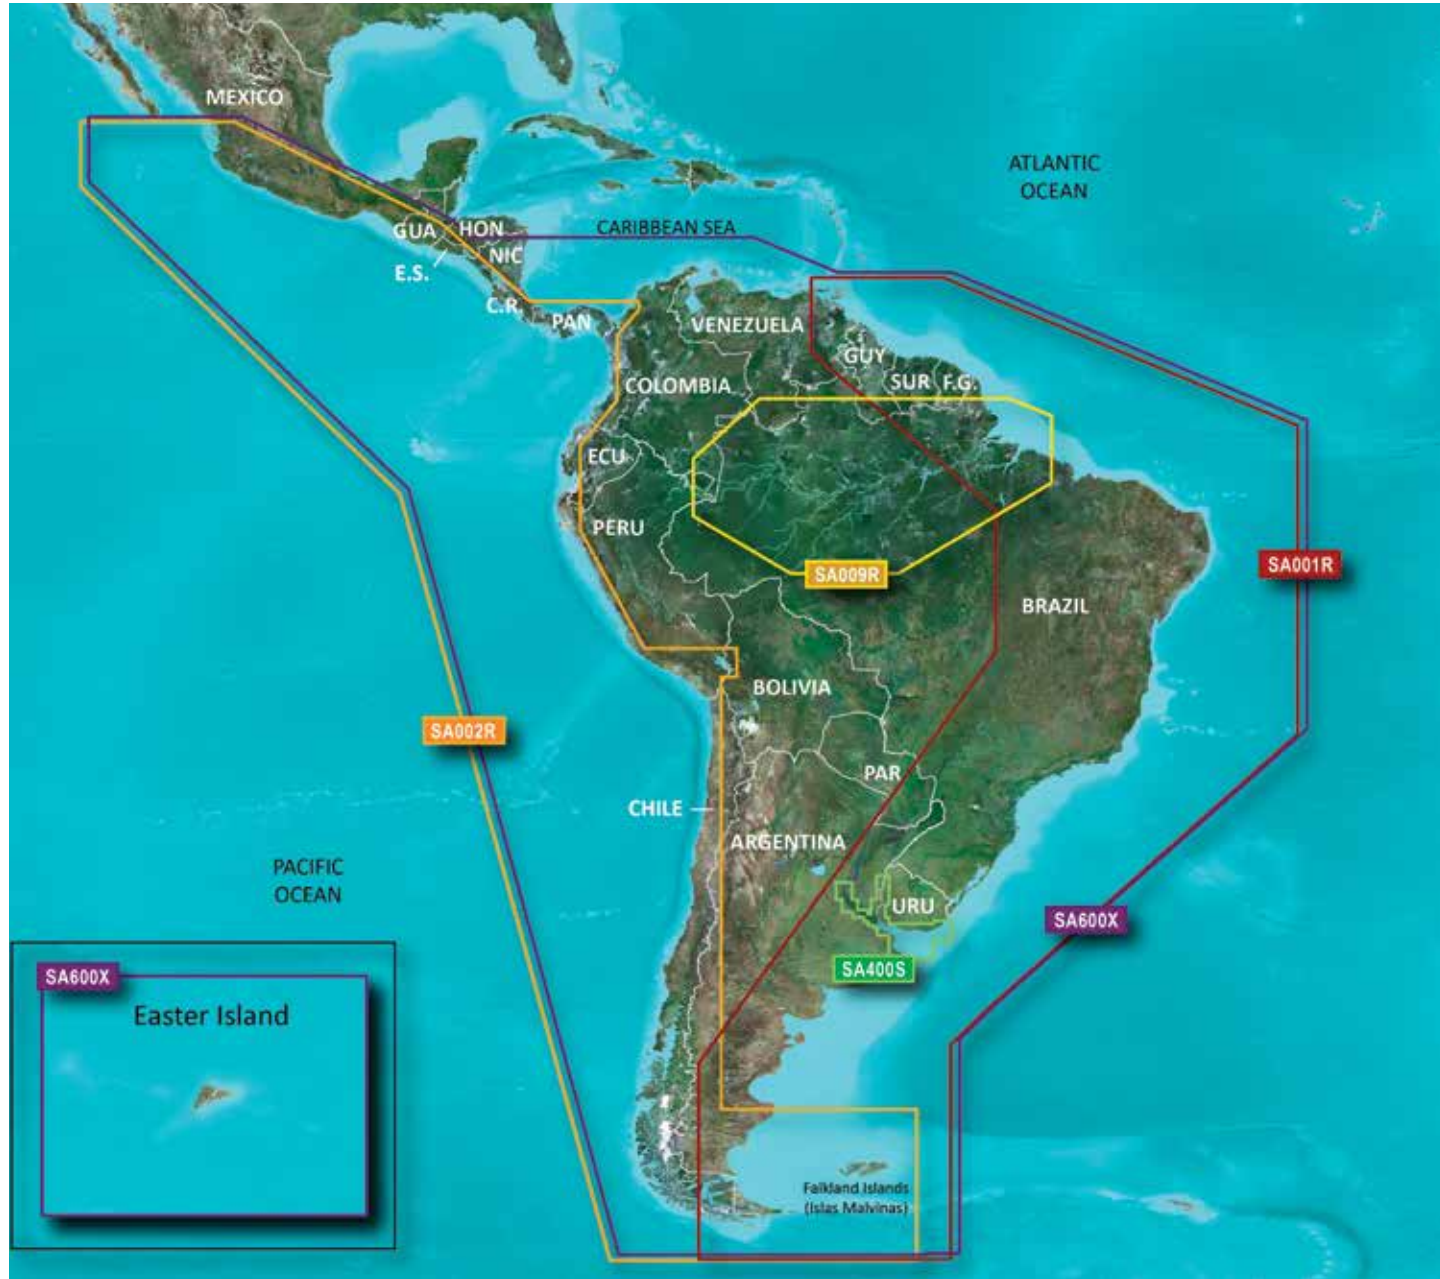 MEXICO
ATLANTIC
OCEAN
GUA
HON
CARIBBEAN SEA
NIC
E.S.
C.R.
PAN
VENEZUELA
GUY
COLOMBIA
SUR
F.G.
ECU
PERU
SA009R
SA001R
BRAZIL
BOLIVIA
SA002R
PAR
CHILE
ARGENTINA
PACIFIC
OCEAN
URU
SA600X
SA400S
SA600X
Easter Island
Falkland Islands
(Islas Malvinas)